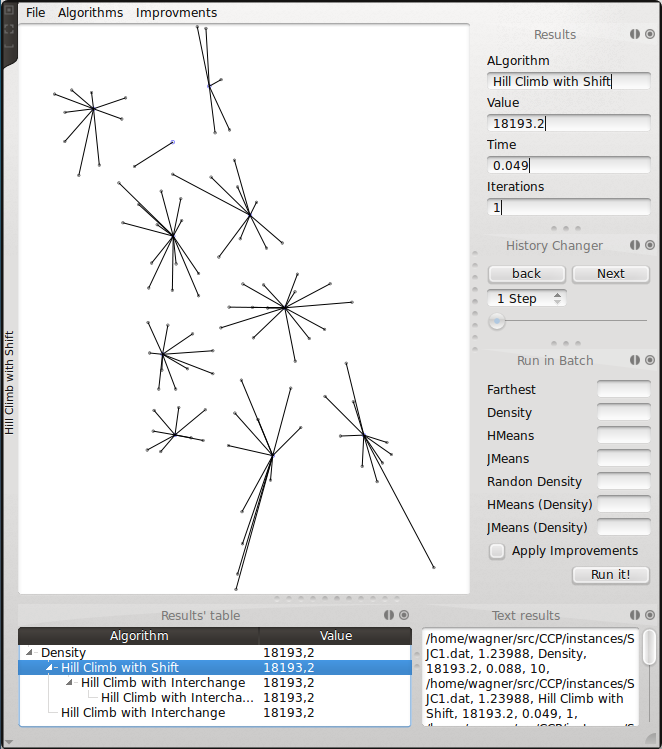 File Algorithms Improvments
Hill Climb with Shift
Results
ALgorithm
Hill Climb with Shift
Value
18193.2
Time
0.049
Iterations
1
History Changer
back Next
1 Step
Run in Batch
Farthest
Density
HMeans
JMeans
Randon Density
HMeans (Density)
JMeans (Density)
Apply Improvements
Run it!
Results' table
Algorithm Value
Density 18193,2
Hill Climb with Shift 18193,2
Hill Climb with Interchange 18193,2
Hill Climb with Intercha... 18193,2
Hill Climb with Interchange 18193,2
Text results
/home/wagner/src/CCP/instances/S
JC1.dat, 1.23988, Density,
18193.2, 0.088, 10,
/home/wagner/src/CCP/instances/S
JC1.dat, 1.23988, Hill Climb with
Shift, 18193.2, 0.049, 1,